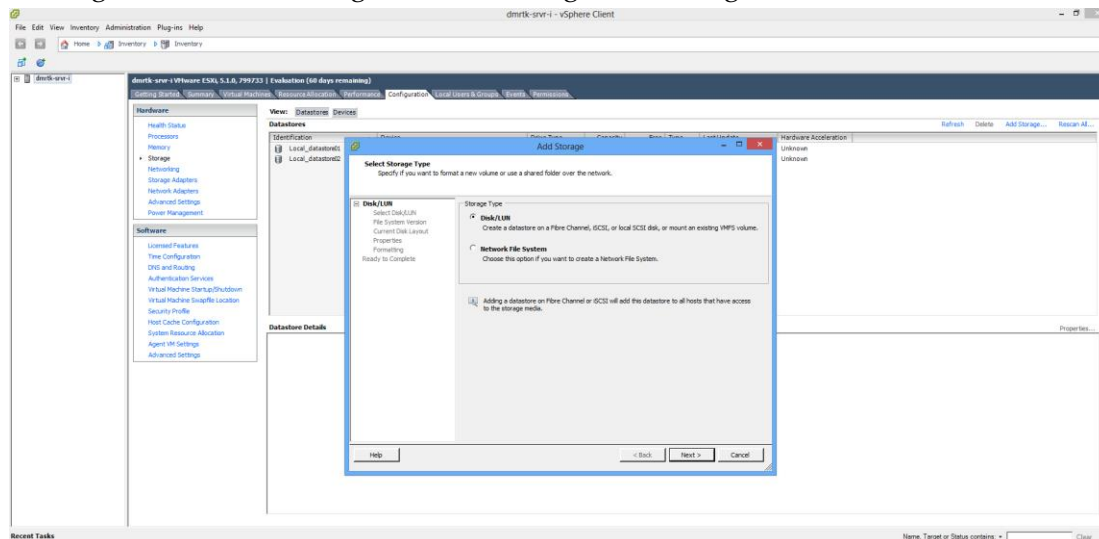 dmrtk-srvr-i - vSphere Client
File Edit View Inventory Administration Plug-ins Help
Home Inventory Inventory
dmrtk-srvr-i
dmrtk-srvr-i VMware ESXi, 5.1.0, 799733 | Evaluation (60 days remaining)
Getting Started Summary Virtual Machines Resource Allocation Performance Configuration Local Users & Groups Events Permissions
Hardware
Health Status
Processors
Memory
Storage
Networking
Storage Adapters
Network Adapters
Advanced Settings
Power Management
Software
Licensed Features
Time Configuration
DNS and Routing
Authentication Services
Virtual Machine Startup/Shutdown
Virtual Machine Swapfile Location
Security Profile
Host Cache Configuration
System Resource Allocation
Agent VM Settings
Advanced Settings
View: Datastores Devices
Datastores
Refresh Delete Add Storage... Rescan All...
Identification Device Drive Type Capacity Free Type Last Update Hardware Acceleration
Local_datastore01 Unknown
Local_datastore02 Unknown
Datastore Details
Properties...
Add Storage
Select Storage Type
Specify if you want to format a new volume or use a shared folder over the network.
Disk/LUN
Select Disk/LUN
File System Version
Current Disk Layout
Properties
Formatting
Ready to Complete
Storage Type
Disk/LUN
Create a datastore on a Fibre Channel, iSCSI, or local SCSI disk, or mount an existing VMFS volume.
Network File System
Choose this option if you want to create a Network File System.
Adding a datastore on Fibre Channel or iSCSI will add this datastore to all hosts that have access
to the storage media.
Help < Back Next > Cancel
Recent Tasks
Name, Target or Status contains: Clear